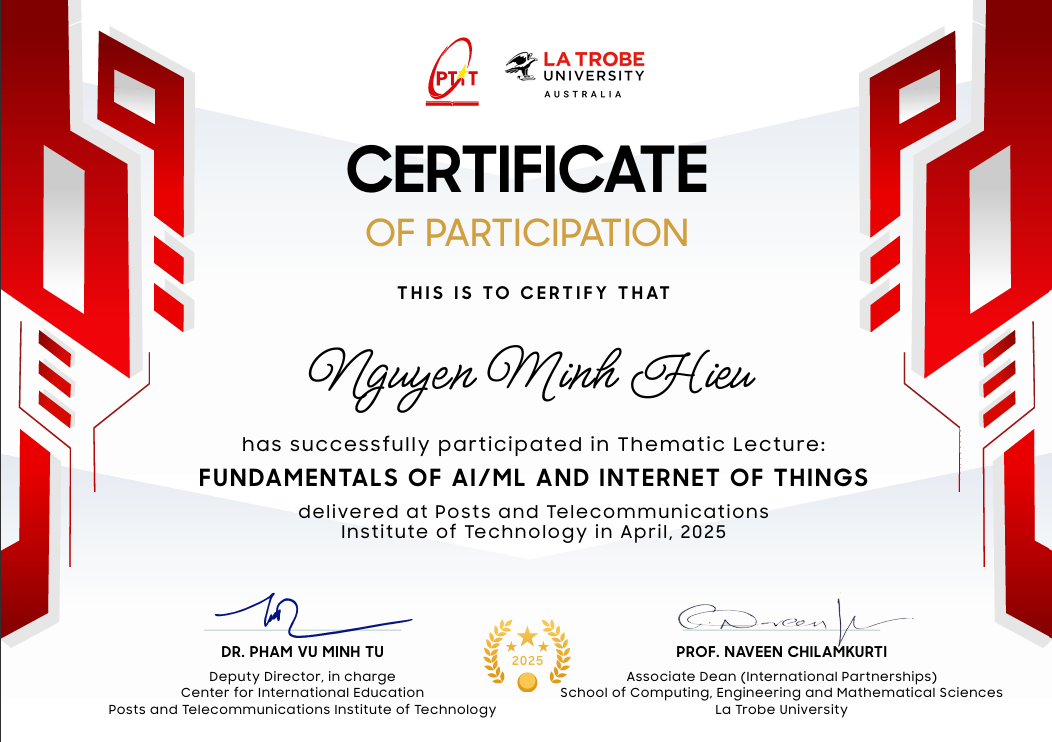 PTIT
LA TROBE
UNIVERSITY
AUSTRALIA
CERTIFICATE
OF PARTICIPATION
THIS IS TO CERTIFY THAT
Nguyen Minh Hieu
has successfully participated in Thematic Lecture:
FUNDAMENTALS OF AI/ML AND INTERNET OF THINGS
delivered at Posts and Telecommunications
Institute of Technology in April, 2025
DR. PHAM VU MINH TU
Deputy Director, in charge
Center for International Education
Posts and Telecommunications Institute of Technology
2025
PROF. NAVEEN CHILAMKURTI
Associate Dean (International Partnerships)
School of Computing, Engineering and Mathematical Sciences
La Trobe University